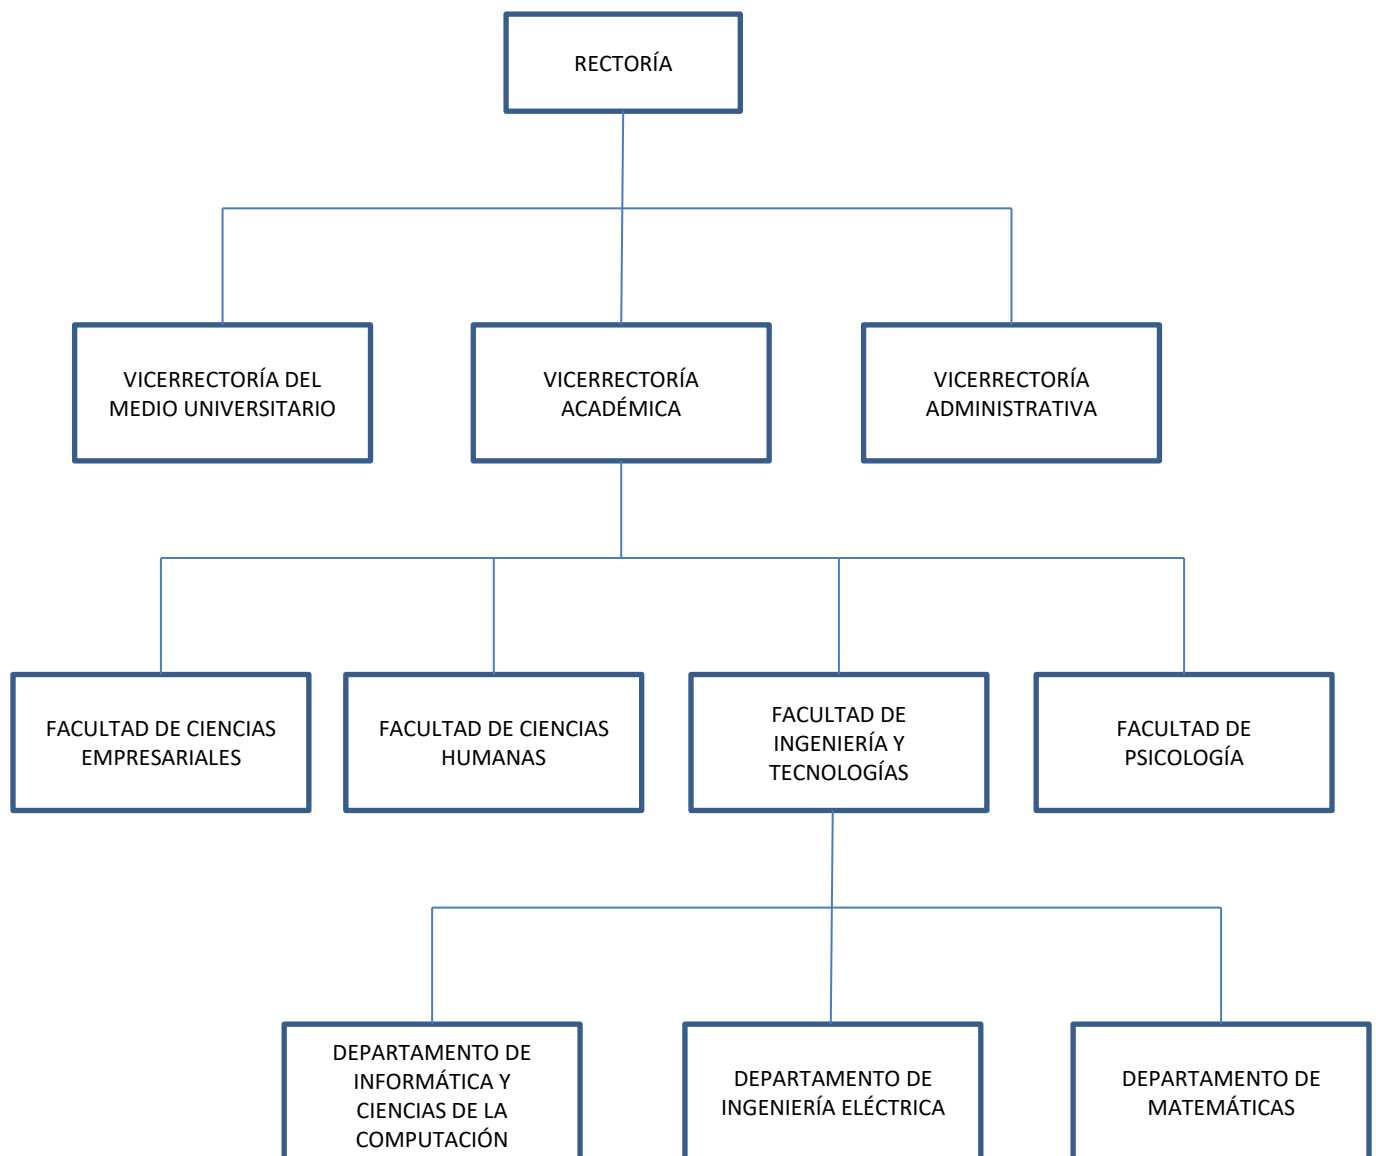 RECTORÍA
VICERRECTORÍA DEL
MEDIO UNIVERSITARIO
VICERRECTORÍA
ACADÉMICA
VICERRECTORÍA
ADMINISTRATIVA
FACULTAD DE CIENCIAS
EMPRESARIALES
FACULTAD DE CIENCIAS
HUMANAS
FACULTAD DE
INGENIERÍA Y
TECNOLOGÍAS
FACULTAD DE
PSICOLOGÍA
DEPARTAMENTO DE
INFORMÁTICA Y
CIENCIAS DE LA
COMPUTACIÓN
DEPARTAMENTO DE
INGENIERÍA ELÉCTRICA
DEPARTAMENTO DE
MATEMÁTICAS